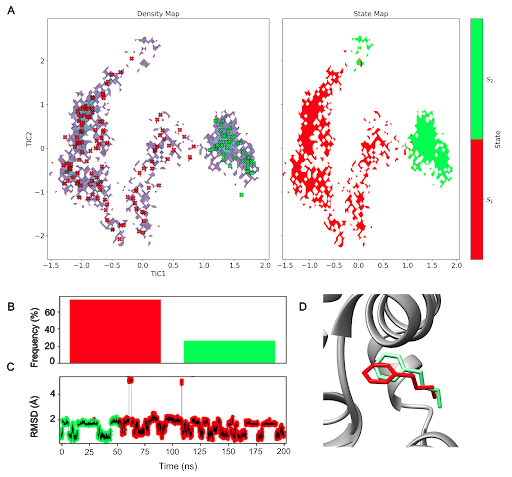 A
Density Map
State Map
TIC2
2
1
0
−1
−2
−1.5 −1.0 −0.5 0.0 0.5 1.0 1.5 2.0
TIC1
−1.5 −1.0 −0.5 0.0 0.5 1.0 1.5 2.0
S2
S1
State
B
Frequency (%)
60
40
20
0
C
RMSD (Å)
4
2
0 25 50 75 100 125 150 175 200
Time (ns)
D